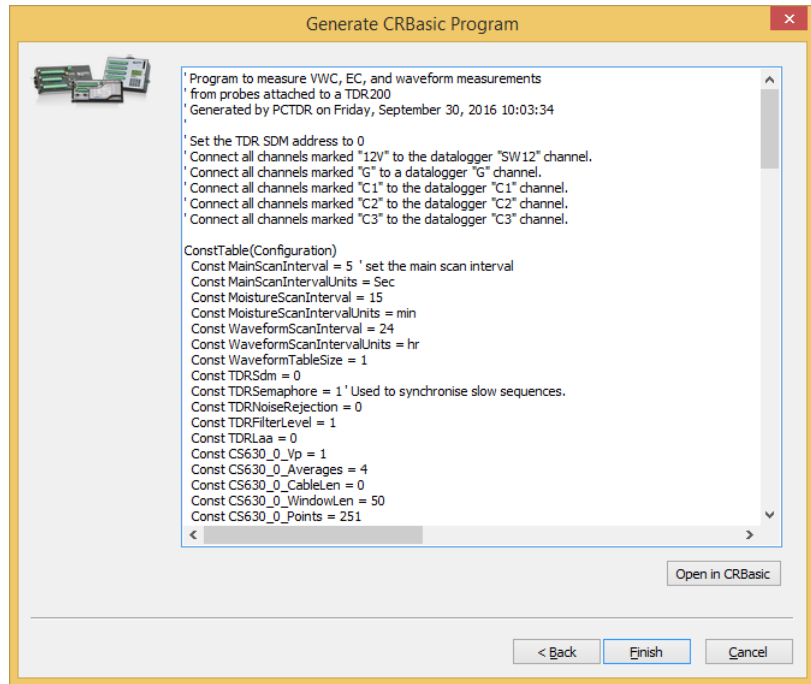 Generate CRBasic Program
' Program to measure VWC, EC, and waveform measurements
' from probes attached to a TDR200
' Generated by PCTDR on Friday, September 30, 2016 10:03:34
'
' Set the TDR SDM address to 0
' Connect all channels marked "12V" to the datalogger "SW12" channel.
' Connect all channels marked "G" to a datalogger "G" channel.
' Connect all channels marked "C1" to the datalogger "C1" channel.
' Connect all channels marked "C2" to the datalogger "C2" channel.
' Connect all channels marked "C3" to the datalogger "C3" channel.
ConstTable(Configuration)
Const MainScanInterval = 5 ' set the main scan interval
Const MainScanIntervalUnits = Sec
Const MoistureScanInterval = 15
Const MoistureScanIntervalUnits = min
Const WaveformScanInterval = 24
Const WaveformScanIntervalUnits = hr
Const WaveformTableSize = 1
Const TDRSdm = 0
Const TDRSemaphore = 1 ' Used to synchronise slow sequences.
Const TDRNoiseRejection = 0
Const TDRFilterLevel = 1
Const TDRLaa = 0
Const CS630_0_Vp = 1
Const CS630_0_Averages = 4
Const CS630_0_CableLen = 0
Const CS630_0_WindowLen = 50
Const CS630_0_Points = 251
Open in CRBasic
< Back
Finish
Cancel